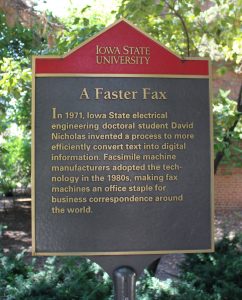 IOWA STATE
UNIVERSITY
A Faster Fax
In 1971, Iowa State electrical
engineering doctoral student David
Nicholas invented a process to more
efficiently convert text into digital
information. Facsimile machine
manufacturers adopted the tech-
nology in the 1980s, making fax
machines an office staple for
business correspondence around
the world.